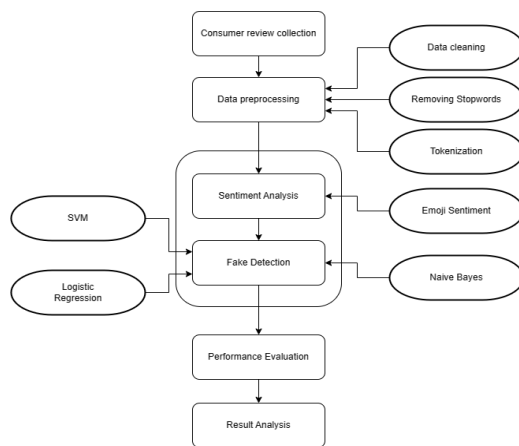 Consumer review collection
Data cleaning
Data preprocessing
Removing Stopwords
Tokenization
Sentiment Analysis
Emoji Sentiment
SVM
Fake Detection
Naive Bayes
Logistic
Regression
Performance Evaluation
Result Analysis